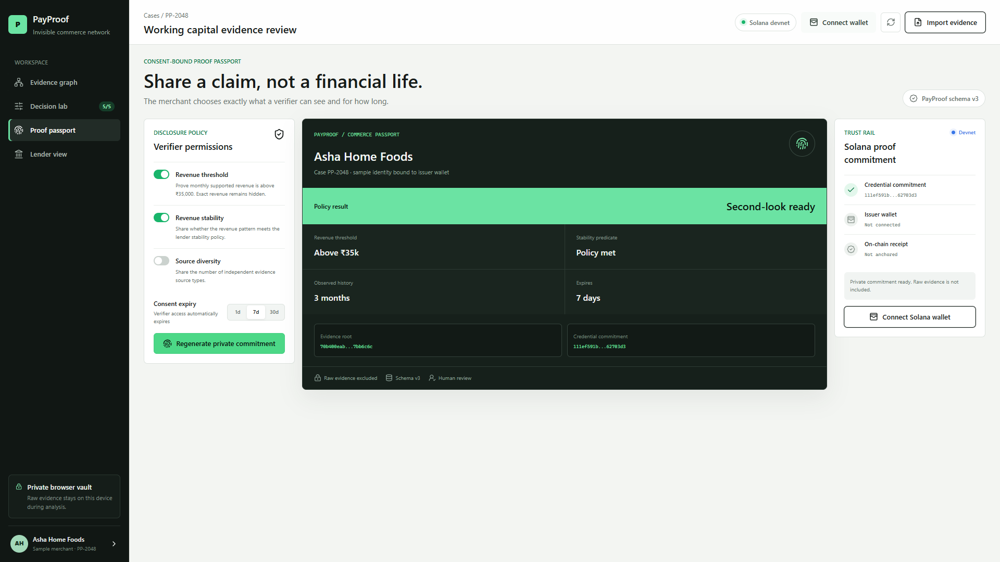 P
PayProof
Invisible commerce network
WORKSPACE
Evidence graph
Decision lab
5/5
Proof passport
Lender view
Private browser vault
Raw evidence stays on this device
during analysis.
AH
Asha Home Foods
Sample merchant · PP-2048
Cases / PP-2048
Working capital evidence review
Solana devnet
Connect wallet
Import evidence
CONSENT-BOUND PROOF PASSPORT
Share a claim, not a financial life.
The merchant chooses exactly what a verifier can see and for how long.
PayProof schema v3
DISCLOSURE POLICY
Verifier permissions
Revenue threshold
Prove monthly supported revenue is above
₹35,000. Exact revenue remains hidden.
Revenue stability
Share whether the revenue pattern meets the
lender stability policy.
Source diversity
Share the number of independent evidence
source types.
Consent expiry
Verifier access automatically
expires
1d
7d
30d
Regenerate private commitment
PAYPROOF / COMMERCE PASSPORT
Asha Home Foods
Case PP-2048 · sample identity bound to issuer wallet
Policy result
Second-look ready
Revenue threshold
Above ₹35k
Stability predicate
Policy met
Observed history
3 months
Expires
7 days
Evidence root
70b400eab...7bb6c6c
Credential commitment
111ef591b...62703d3
Raw evidence excluded
Schema v3
Human review
TRUST RAIL
Devnet
Solana proof
commitment
Credential commitment
111ef591b...62703d3
Issuer wallet
Not connected
On-chain receipt
Not anchored
Private commitment ready. Raw evidence is not
included.
Connect Solana wallet